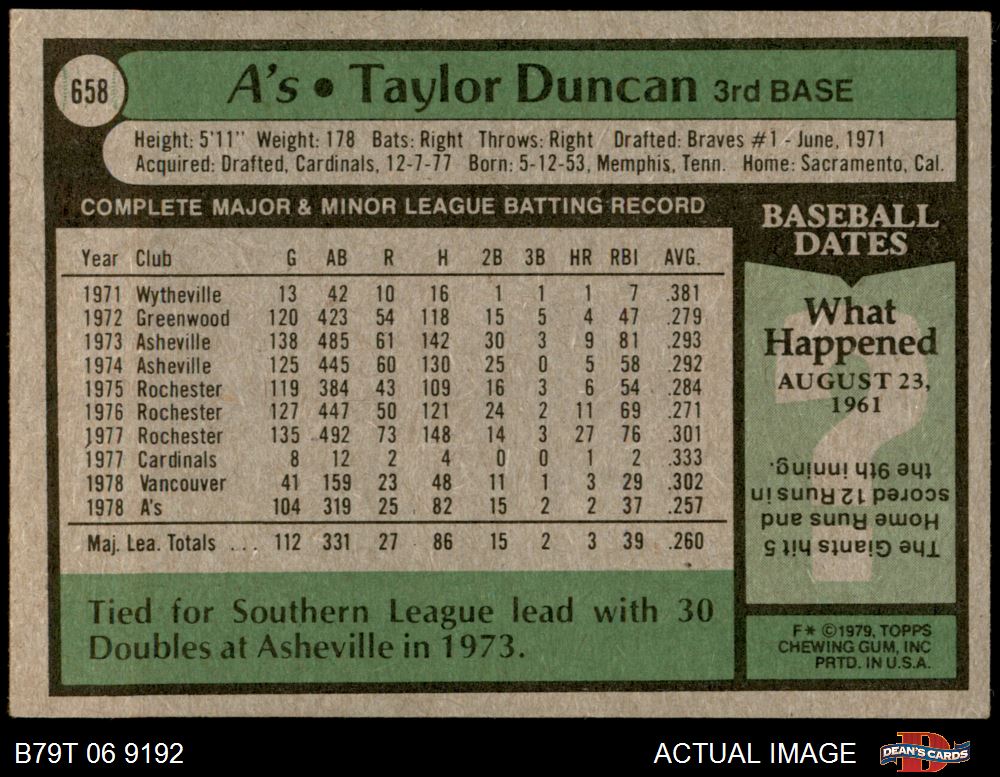 658
A's • Taylor Duncan 3rd BASE
Height: 5'11" Weight: 178 Bats: Right Throws: Right Drafted: Braves #1 - June, 1971
Acquired: Drafted, Cardinals, 12-7-77 Born: 5-12-53, Memphis, Tenn. Home: Sacramento, Cal.
COMPLETE MAJOR & MINOR LEAGUE BATTING RECORD
Year Club G AB R H 2B 3B HR RBI AVG.
1971 Wytheville 13 42 10 16 1 1 1 7 .381
1972 Greenwood 120 423 54 118 15 5 4 47 .279
1973 Asheville 138 485 61 142 30 3 9 81 .293
1974 Asheville 125 445 60 130 25 0 5 58 .292
1975 Rochester 119 384 43 109 16 3 6 54 .284
1976 Rochester 127 447 50 121 24 2 11 69 .271
1977 Rochester 135 492 73 148 14 3 27 76 .301
1977 Cardinals 8 12 2 4 0 0 1 2 .333
1978 Vancouver 41 159 23 48 11 1 3 29 .302
1978 A's 104 319 25 82 15 2 2 37 .257
Maj. Lea. Totals ... 112 331 27 86 15 2 3 39 .260
Tied for Southern League lead with 30
Doubles at Asheville in 1973.
BASEBALL
DATES
What
Happened
AUGUST 23,
1961
?
The Giants hit 5
Home Runs and
scored 12 Runs in
the 9th inning.
F* ©1979, TOPPS
CHEWING GUM, INC
PRTD. IN U.S.A.
B79T 06 9192
ACTUAL IMAGE
D
DEAN'S CARDS